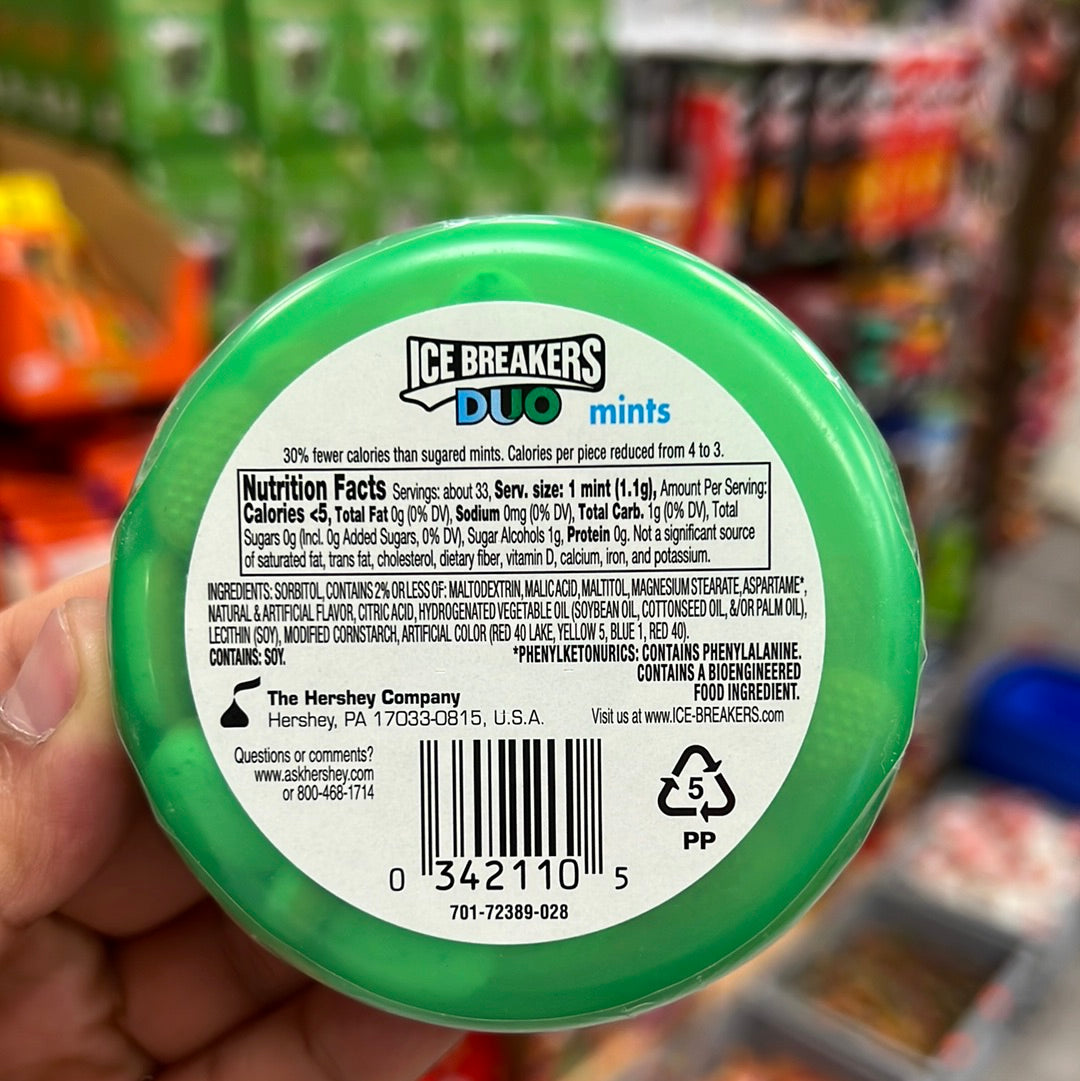 ICE BREAKERS
DUO mints
30% fewer calories than sugared mints. Calories per piece reduced from 4 to 3.
Nutrition Facts Servings: about 33, Serv. size: 1 mint (1.1g), Amount Per Serving:
Calories <5, Total Fat 0g (0% DV), Sodium 0mg (0% DV), Total Carb. 1g (0% DV), Total
Sugars 0g (Incl. 0g Added Sugars, 0% DV), Sugar Alcohols 1g, Protein 0g. Not a significant source
of saturated fat, trans fat, cholesterol, dietary fiber, vitamin D, calcium, iron, and potassium.
INGREDIENTS: SORBITOL, CONTAINS 2% OR LESS OF: MALTODEXTRIN, MALIC ACID, MALTITOL, MAGNESIUM STEARATE, ASPARTAME*,
NATURAL & ARTIFICIAL FLAVOR, CITRIC ACID, HYDROGENATED VEGETABLE OIL (SOYBEAN OIL, COTTONSEED OIL, &/OR PALM OIL),
LECITHIN (SOY), MODIFIED CORNSTARCH, ARTIFICIAL COLOR (RED 40 LAKE, YELLOW 5, BLUE 1, RED 40).
CONTAINS: SOY.
*PHENYLKETONURICS: CONTAINS PHENYLALANINE.
CONTAINS A BIOENGINEERED
FOOD INGREDIENT.
The Hershey Company
Hershey, PA 17033-0815, U.S.A.
Visit us at www.ICE-BREAKERS.com
Questions or comments?
www.askhershey.com
or 800-468-1714
5
PP
0 342110 5
701-72389-028